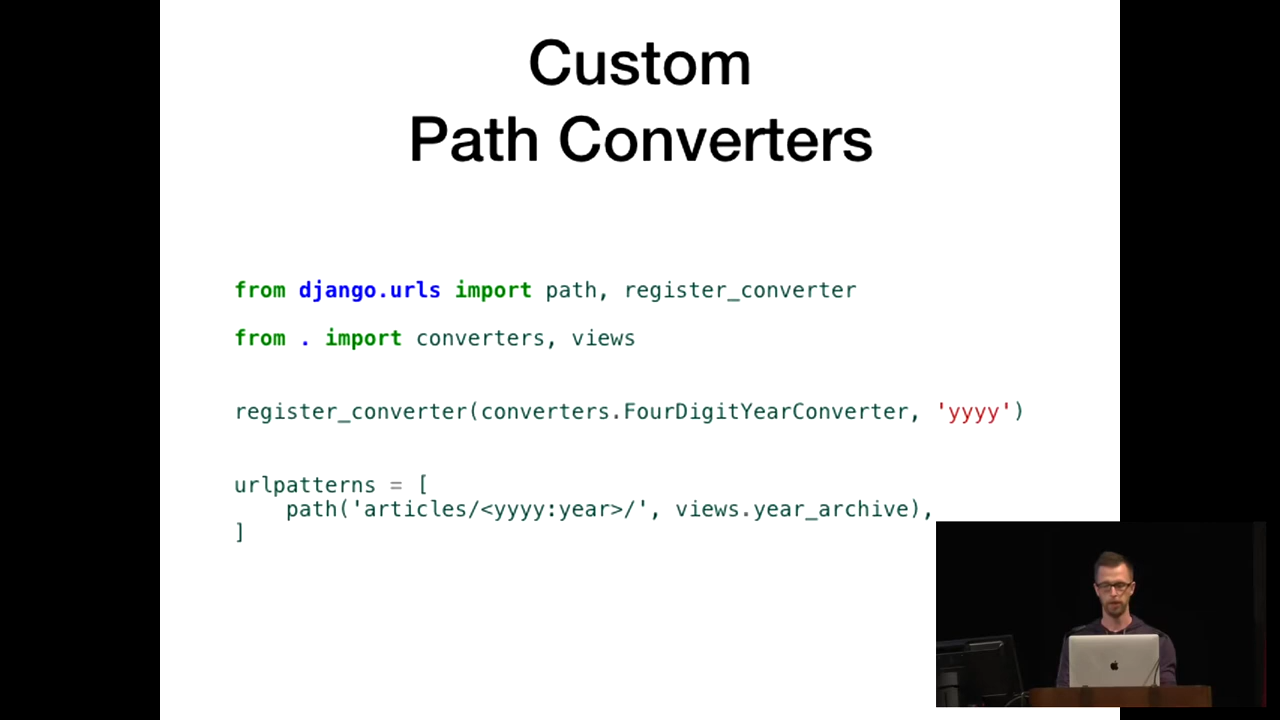 Custom
Path Converters
from django.urls import path, register_converter
from . import converters, views
register_converter(converters.FourDigitYearConverter, 'yyyy')
urlpatterns = [
    path('articles/<yyyy:year>/', views.year_archive),
]